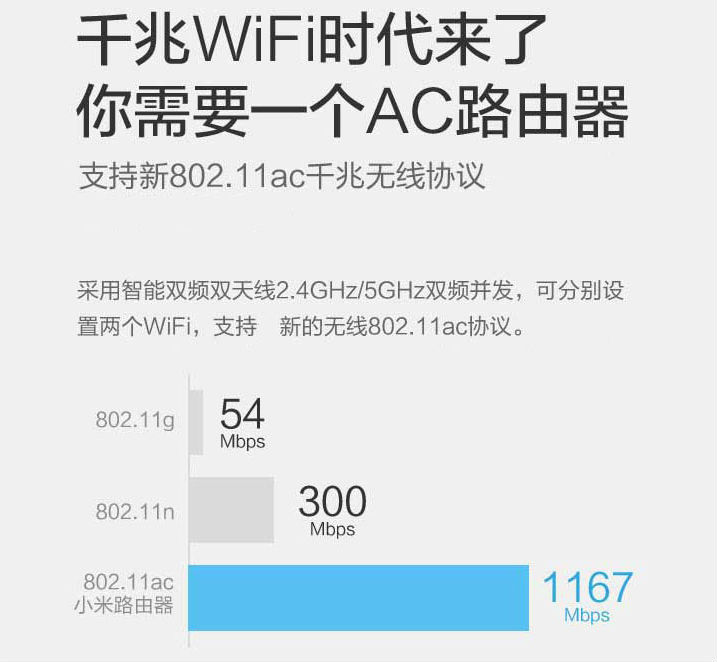 千兆WiFi时代来了
你需要一个AC路由器
支持新802.11ac千兆无线协议
采用智能双频双天线2.4GHz/5GHz双频并发，可分别设
置两个WiFi，支持　新的无线802.11ac协议。
802.11g
54
Mbps
802.11n
300
Mbps
802.11ac
小米路由器
1167
Mbps